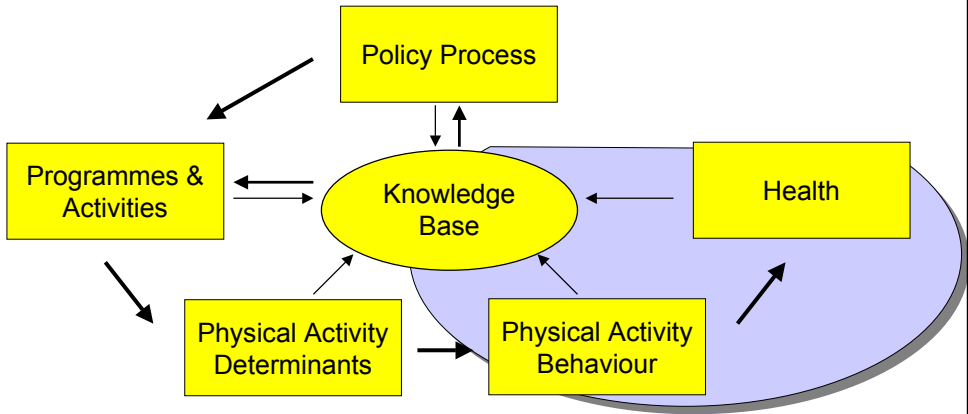 Policy Process
Programmes &
Activities
Knowledge
Base
Health
Physical Activity
Determinants
Physical Activity
Behaviour